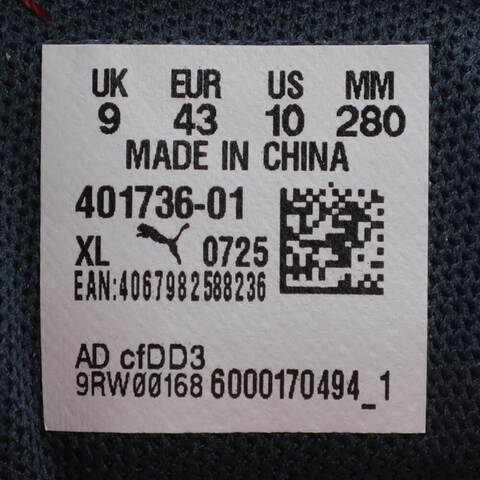 UK EUR US MM
9 43 10 280
MADE IN CHINA
401736-01
XL 0725
EAN:4067982588236
AD cfDD3
9RW00168 6000170494_1